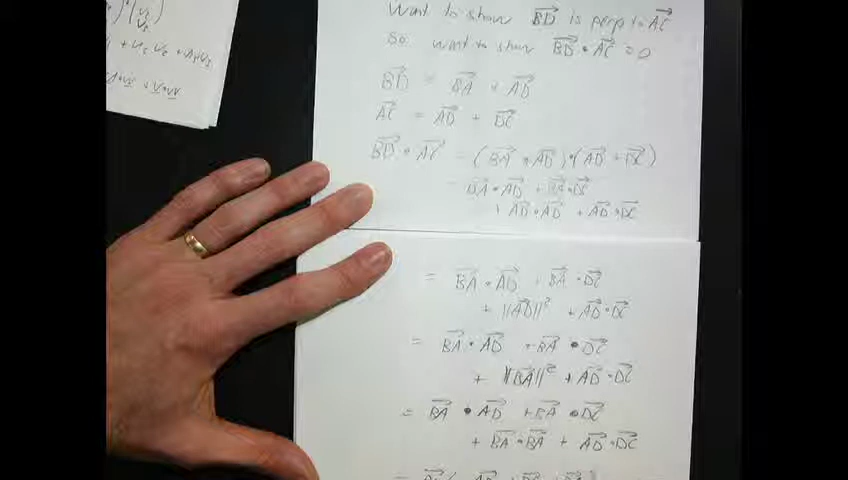 + V₂ V₂ +
Want to show B͞D⃗ is perp to A͞C⃗
So want to show BD⃗ • AC⃗ = 0
BD⃗ = BA⃗ + AD⃗
AC⃗ = AD⃗ + DC⃗
BD⃗ • AC⃗ = (BA⃗ + AD⃗) • (AD⃗ + DC⃗)
= BA⃗ • AD⃗ + BA⃗ • DC⃗
+ AD⃗ • AD⃗ + AD⃗ • DC⃗
= BA⃗ • AD⃗ + BA⃗ • DC⃗
+ ||AD⃗||² + AD⃗ • DC⃗
= BA⃗ • AD⃗ + BA⃗ • DC⃗
+ ||BA⃗||² + AD⃗ • DC⃗
= BA⃗ • AD⃗ + BA⃗ • DC⃗
+ BA⃗ • BA⃗ + AD⃗ • DC⃗